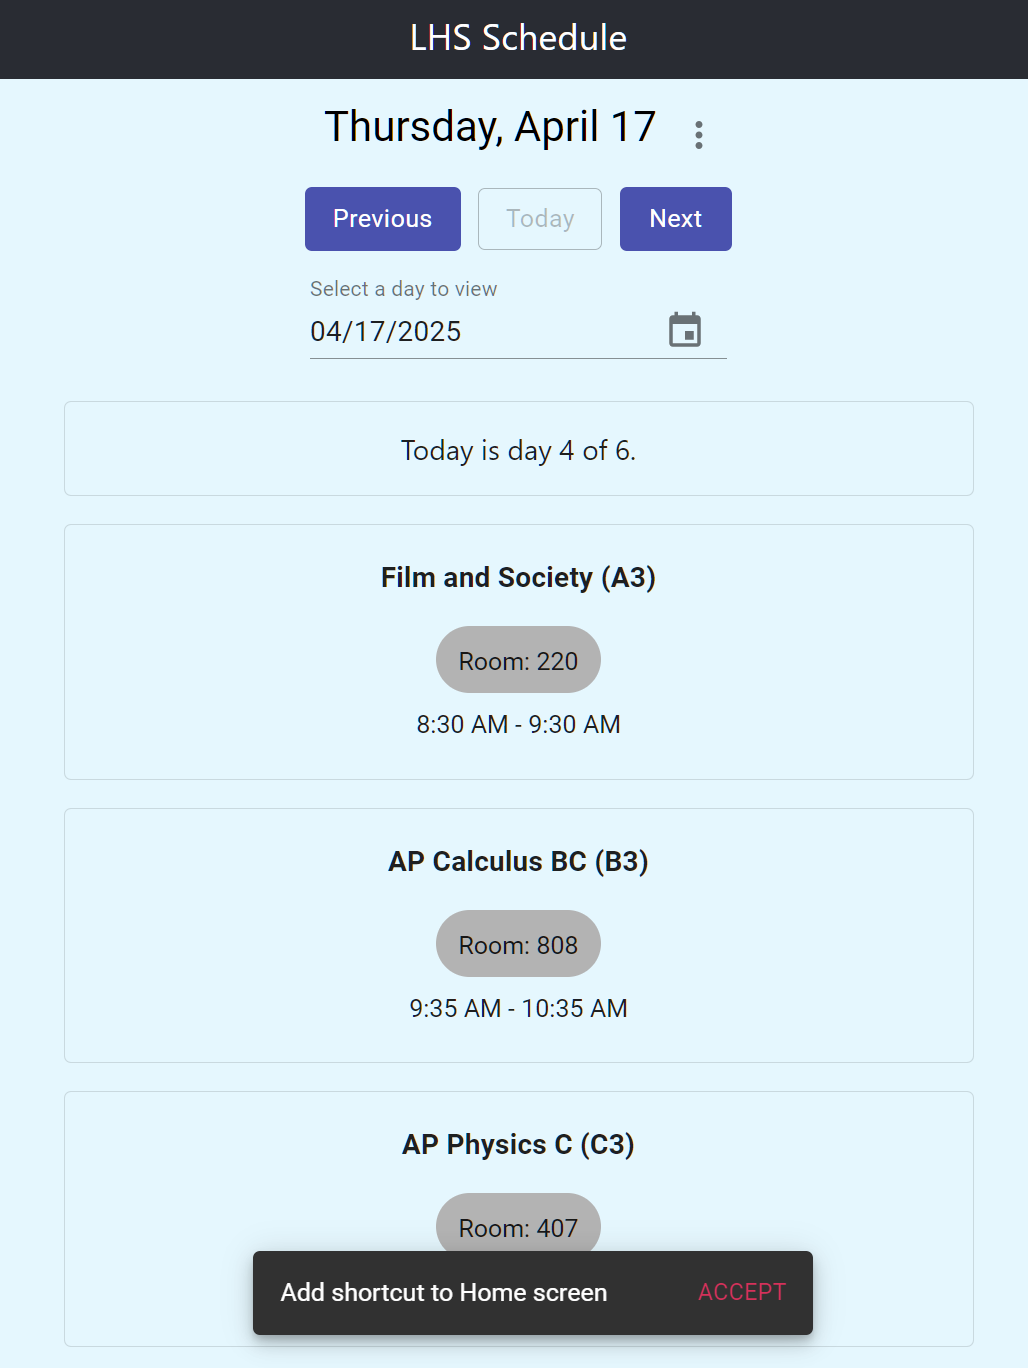 LHS Schedule
Thursday, April 17
Previous
Today
Next
Select a day to view
04/17/2025
Today is day 4 of 6.
Film and Society (A3)
Room: 220
8:30 AM - 9:30 AM
AP Calculus BC (B3)
Room: 808
9:35 AM - 10:35 AM
AP Physics C (C3)
Room: 407
Add shortcut to Home screen
ACCEPT